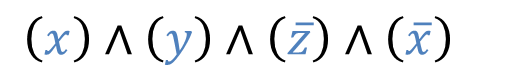 (x) ∧ (y) ∧ (z̄) ∧ (x̄)